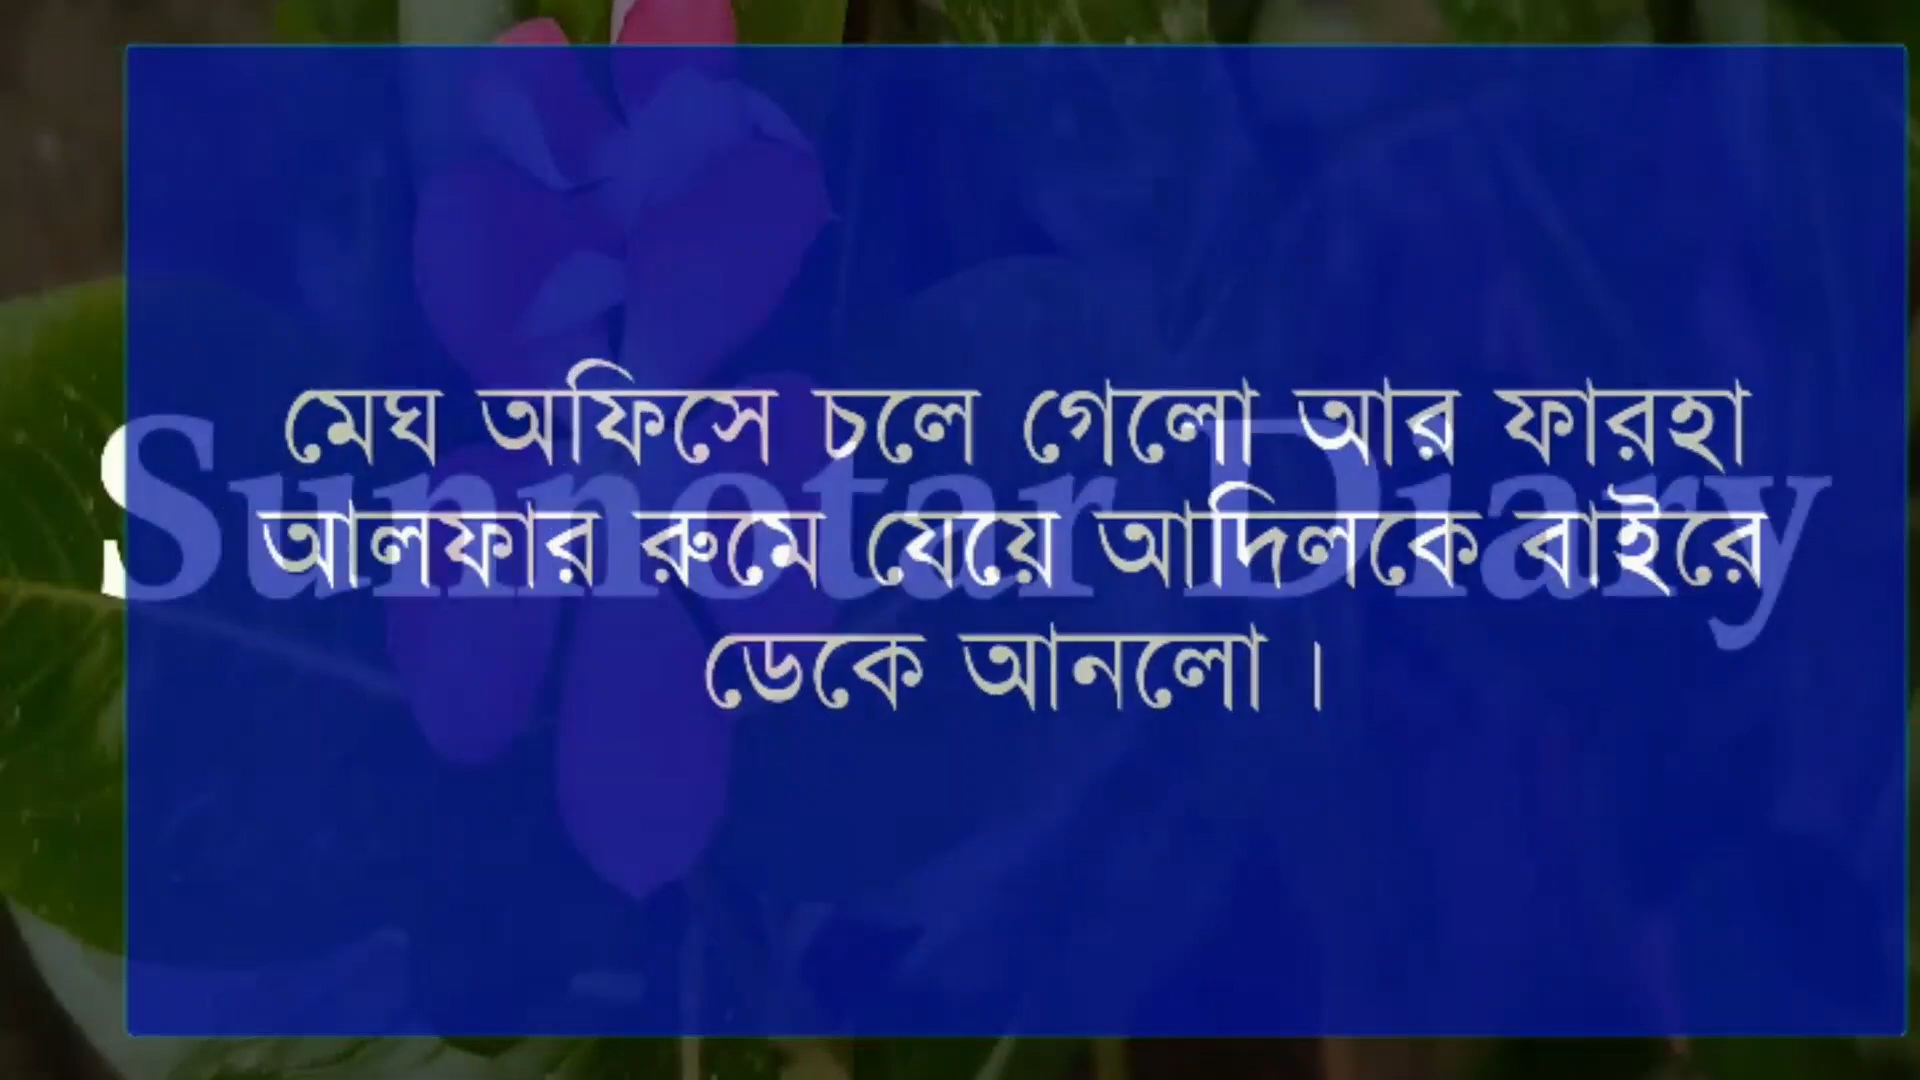 মেঘ অফিসে চলে গেলো আর ফারহা
Sunnotar Diary
আলফার রুমে যেয়ে আদিলকে বাইরে
ডেকে আনলো ।